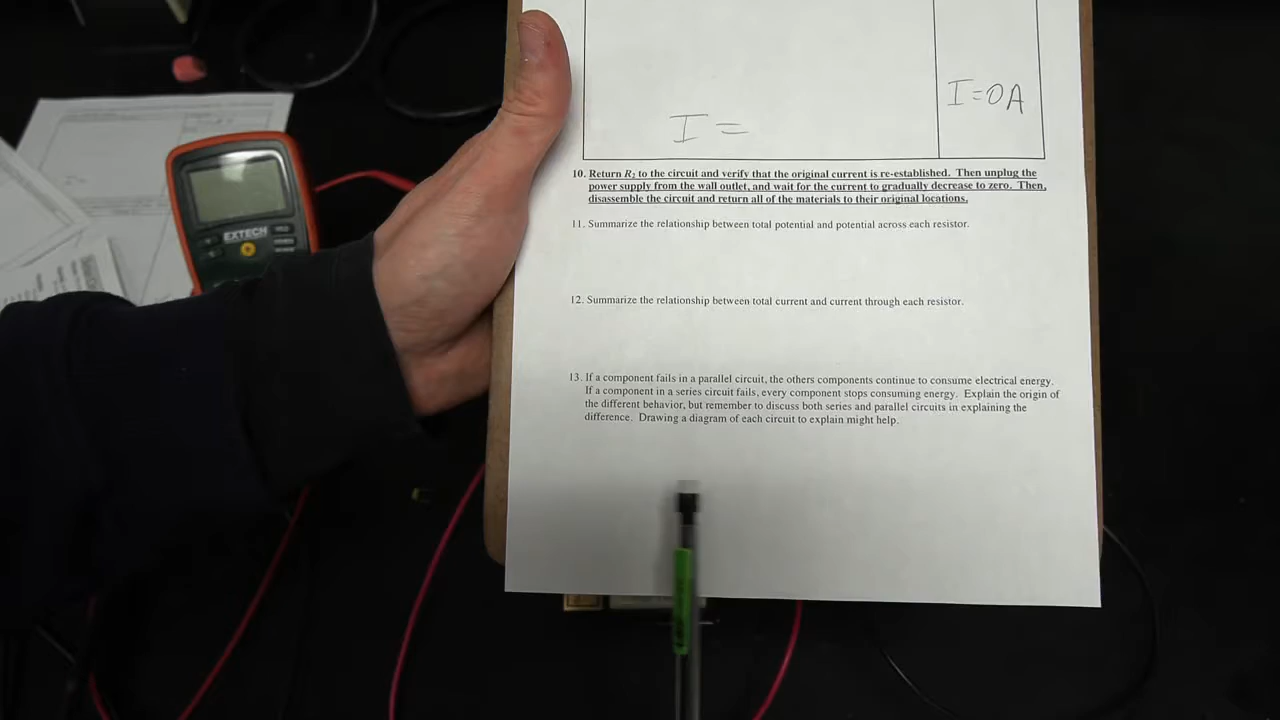 I = 0A
I =
10. Return R₂ to the circuit and verify that the original current is re-established. Then unplug the
power supply from the wall outlet, and wait for the current to gradually decrease to zero. Then,
disassemble the circuit and return all of the materials to their original locations.
11. Summarize the relationship between total potential and potential across each resistor.
12. Summarize the relationship between total current and current through each resistor.
13. If a component fails in a parallel circuit, the others components continue to consume electrical energy.
If a component in a series circuit fails, every component stops consuming energy. Explain the origin of
the different behavior, but remember to discuss both series and parallel circuits in explaining the
difference. Drawing a diagram of each circuit to explain might help.
EXTECH